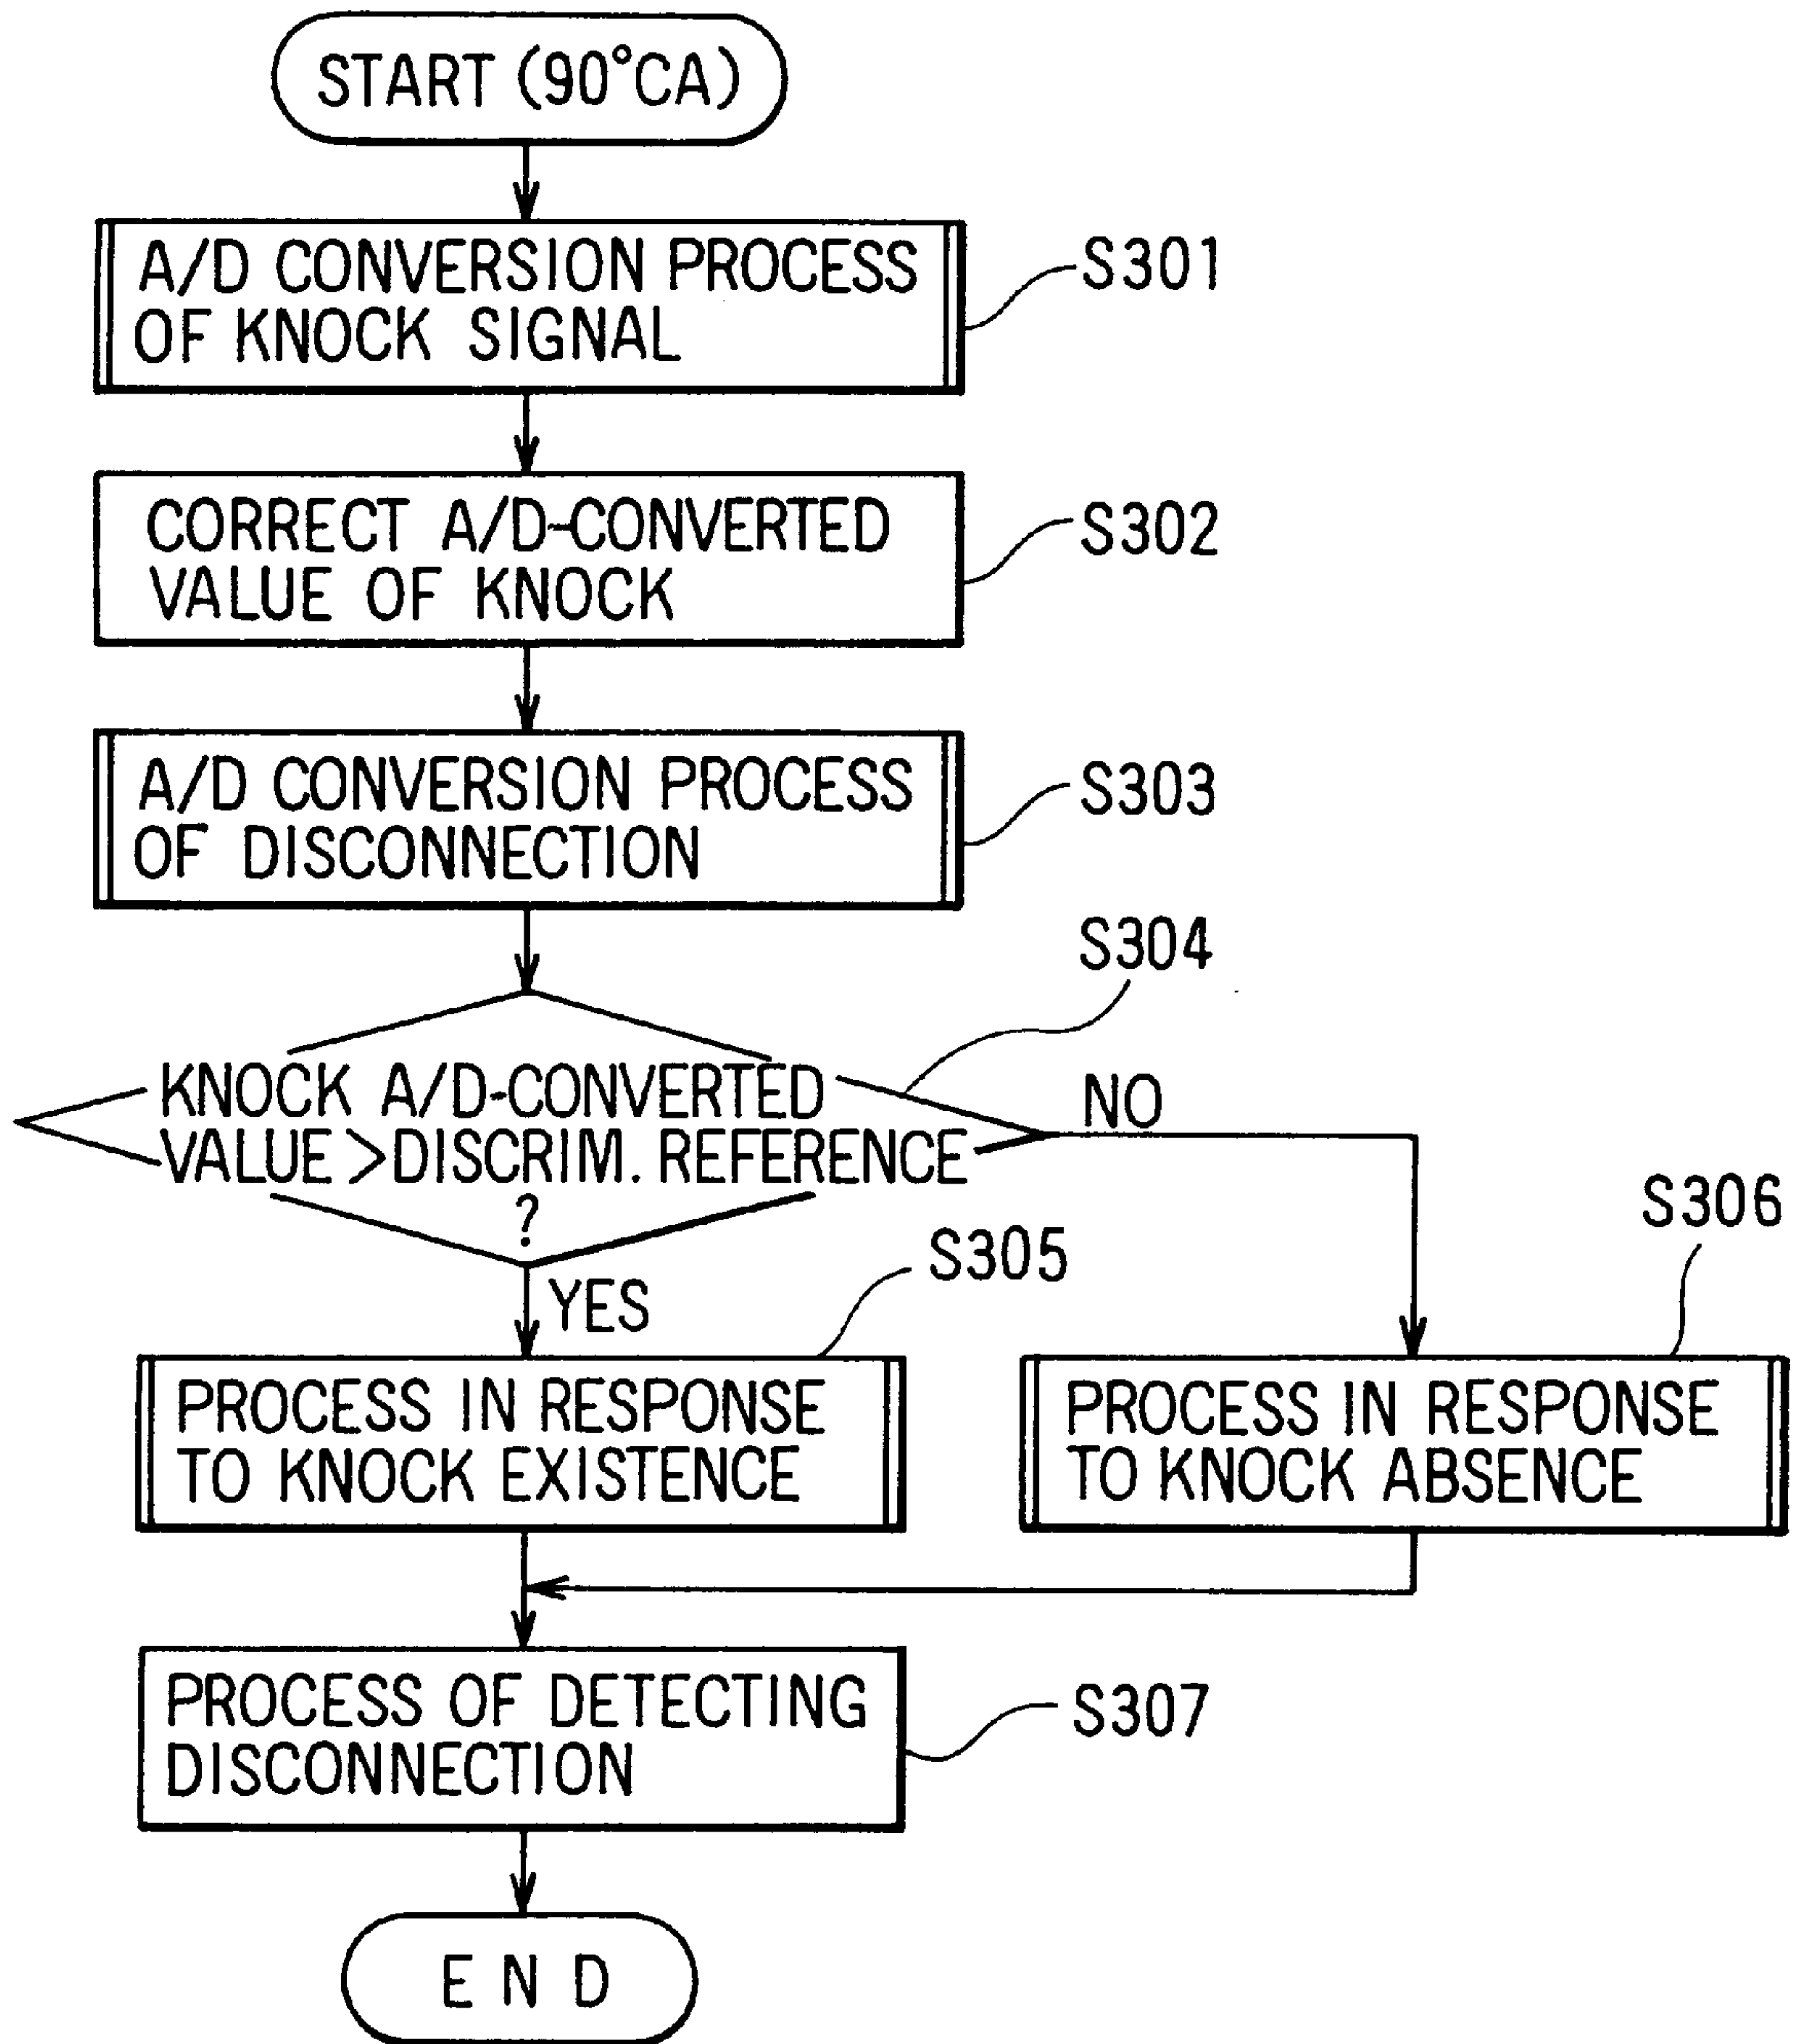 START (90°CA)
A/D CONVERSION PROCESS
OF KNOCK SIGNAL
S301
CORRECT A/D-CONVERTED
VALUE OF KNOCK
S302
A/D CONVERSION PROCESS
OF DISCONNECTION
S303
S304
KNOCK A/D-CONVERTED
VALUE > DISCRIM. REFERENCE
?
NO
YES
S305
S306
PROCESS IN RESPONSE
TO KNOCK EXISTENCE
PROCESS IN RESPONSE
TO KNOCK ABSENCE
PROCESS OF DETECTING
DISCONNECTION
S307
END